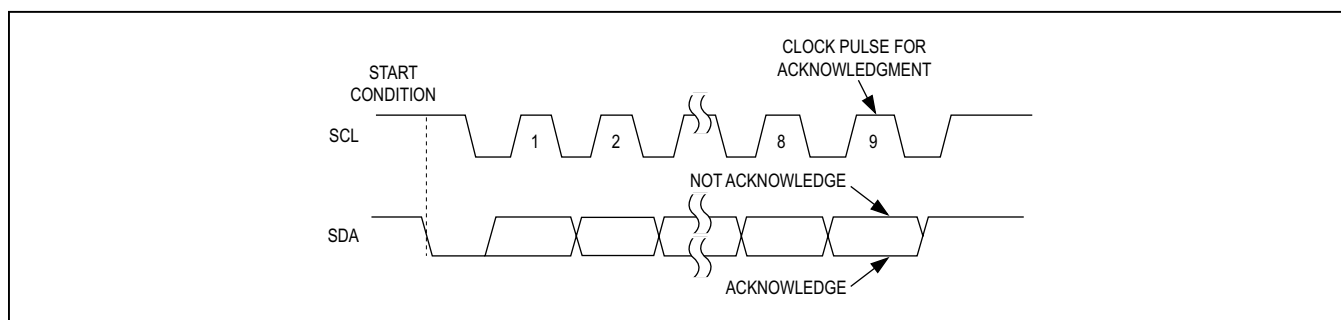 CLOCK PULSE FOR
ACKNOWLEDGMENT
START
CONDITION
SCL
1
2
8
9
NOT ACKNOWLEDGE
SDA
ACKNOWLEDGE